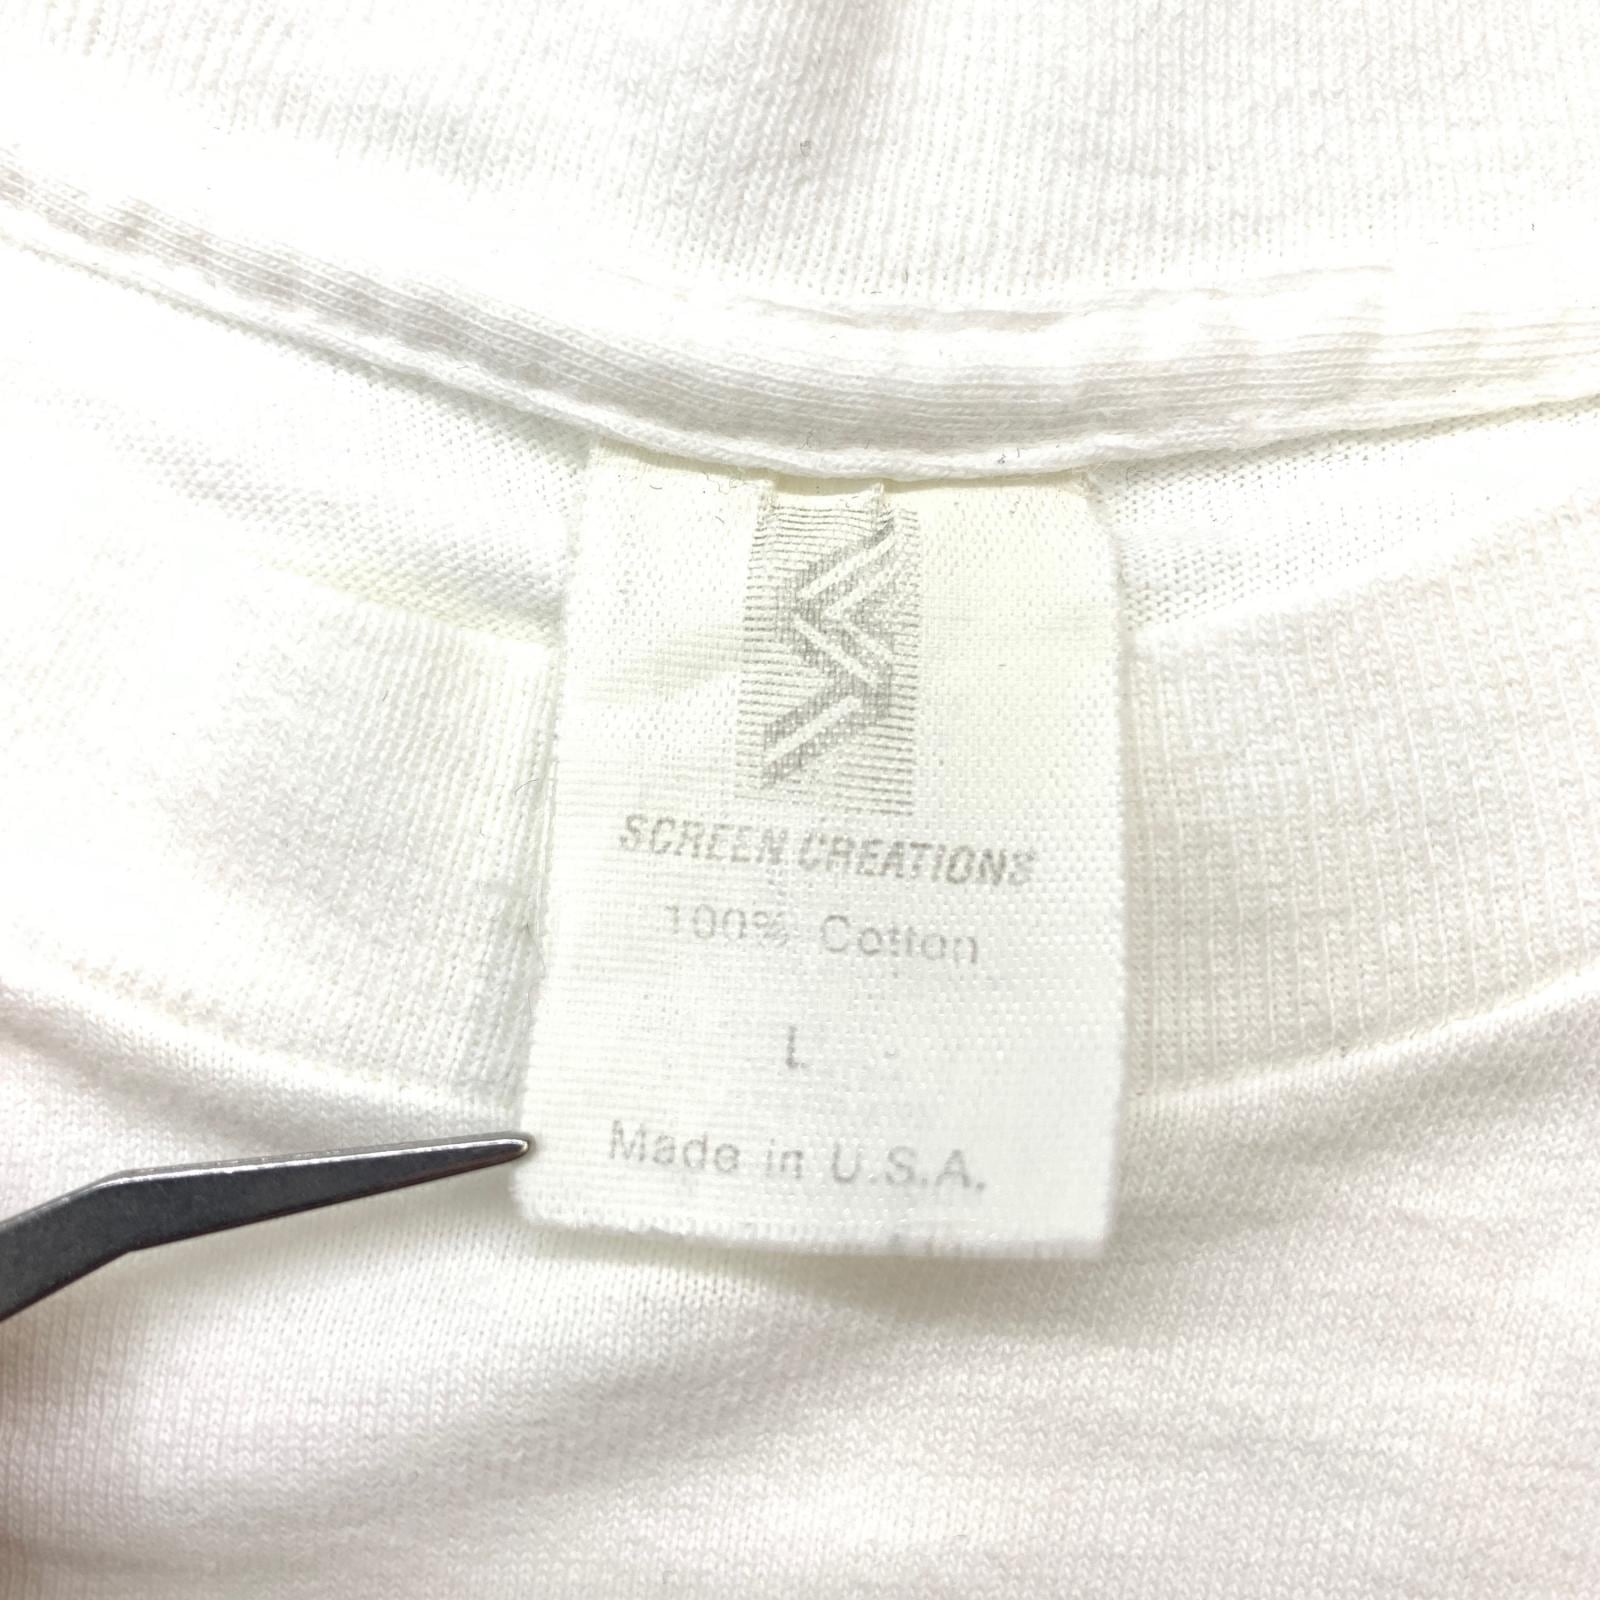 SCREEN CREATIONS
100% Cotton
L
Made in U.S.A.